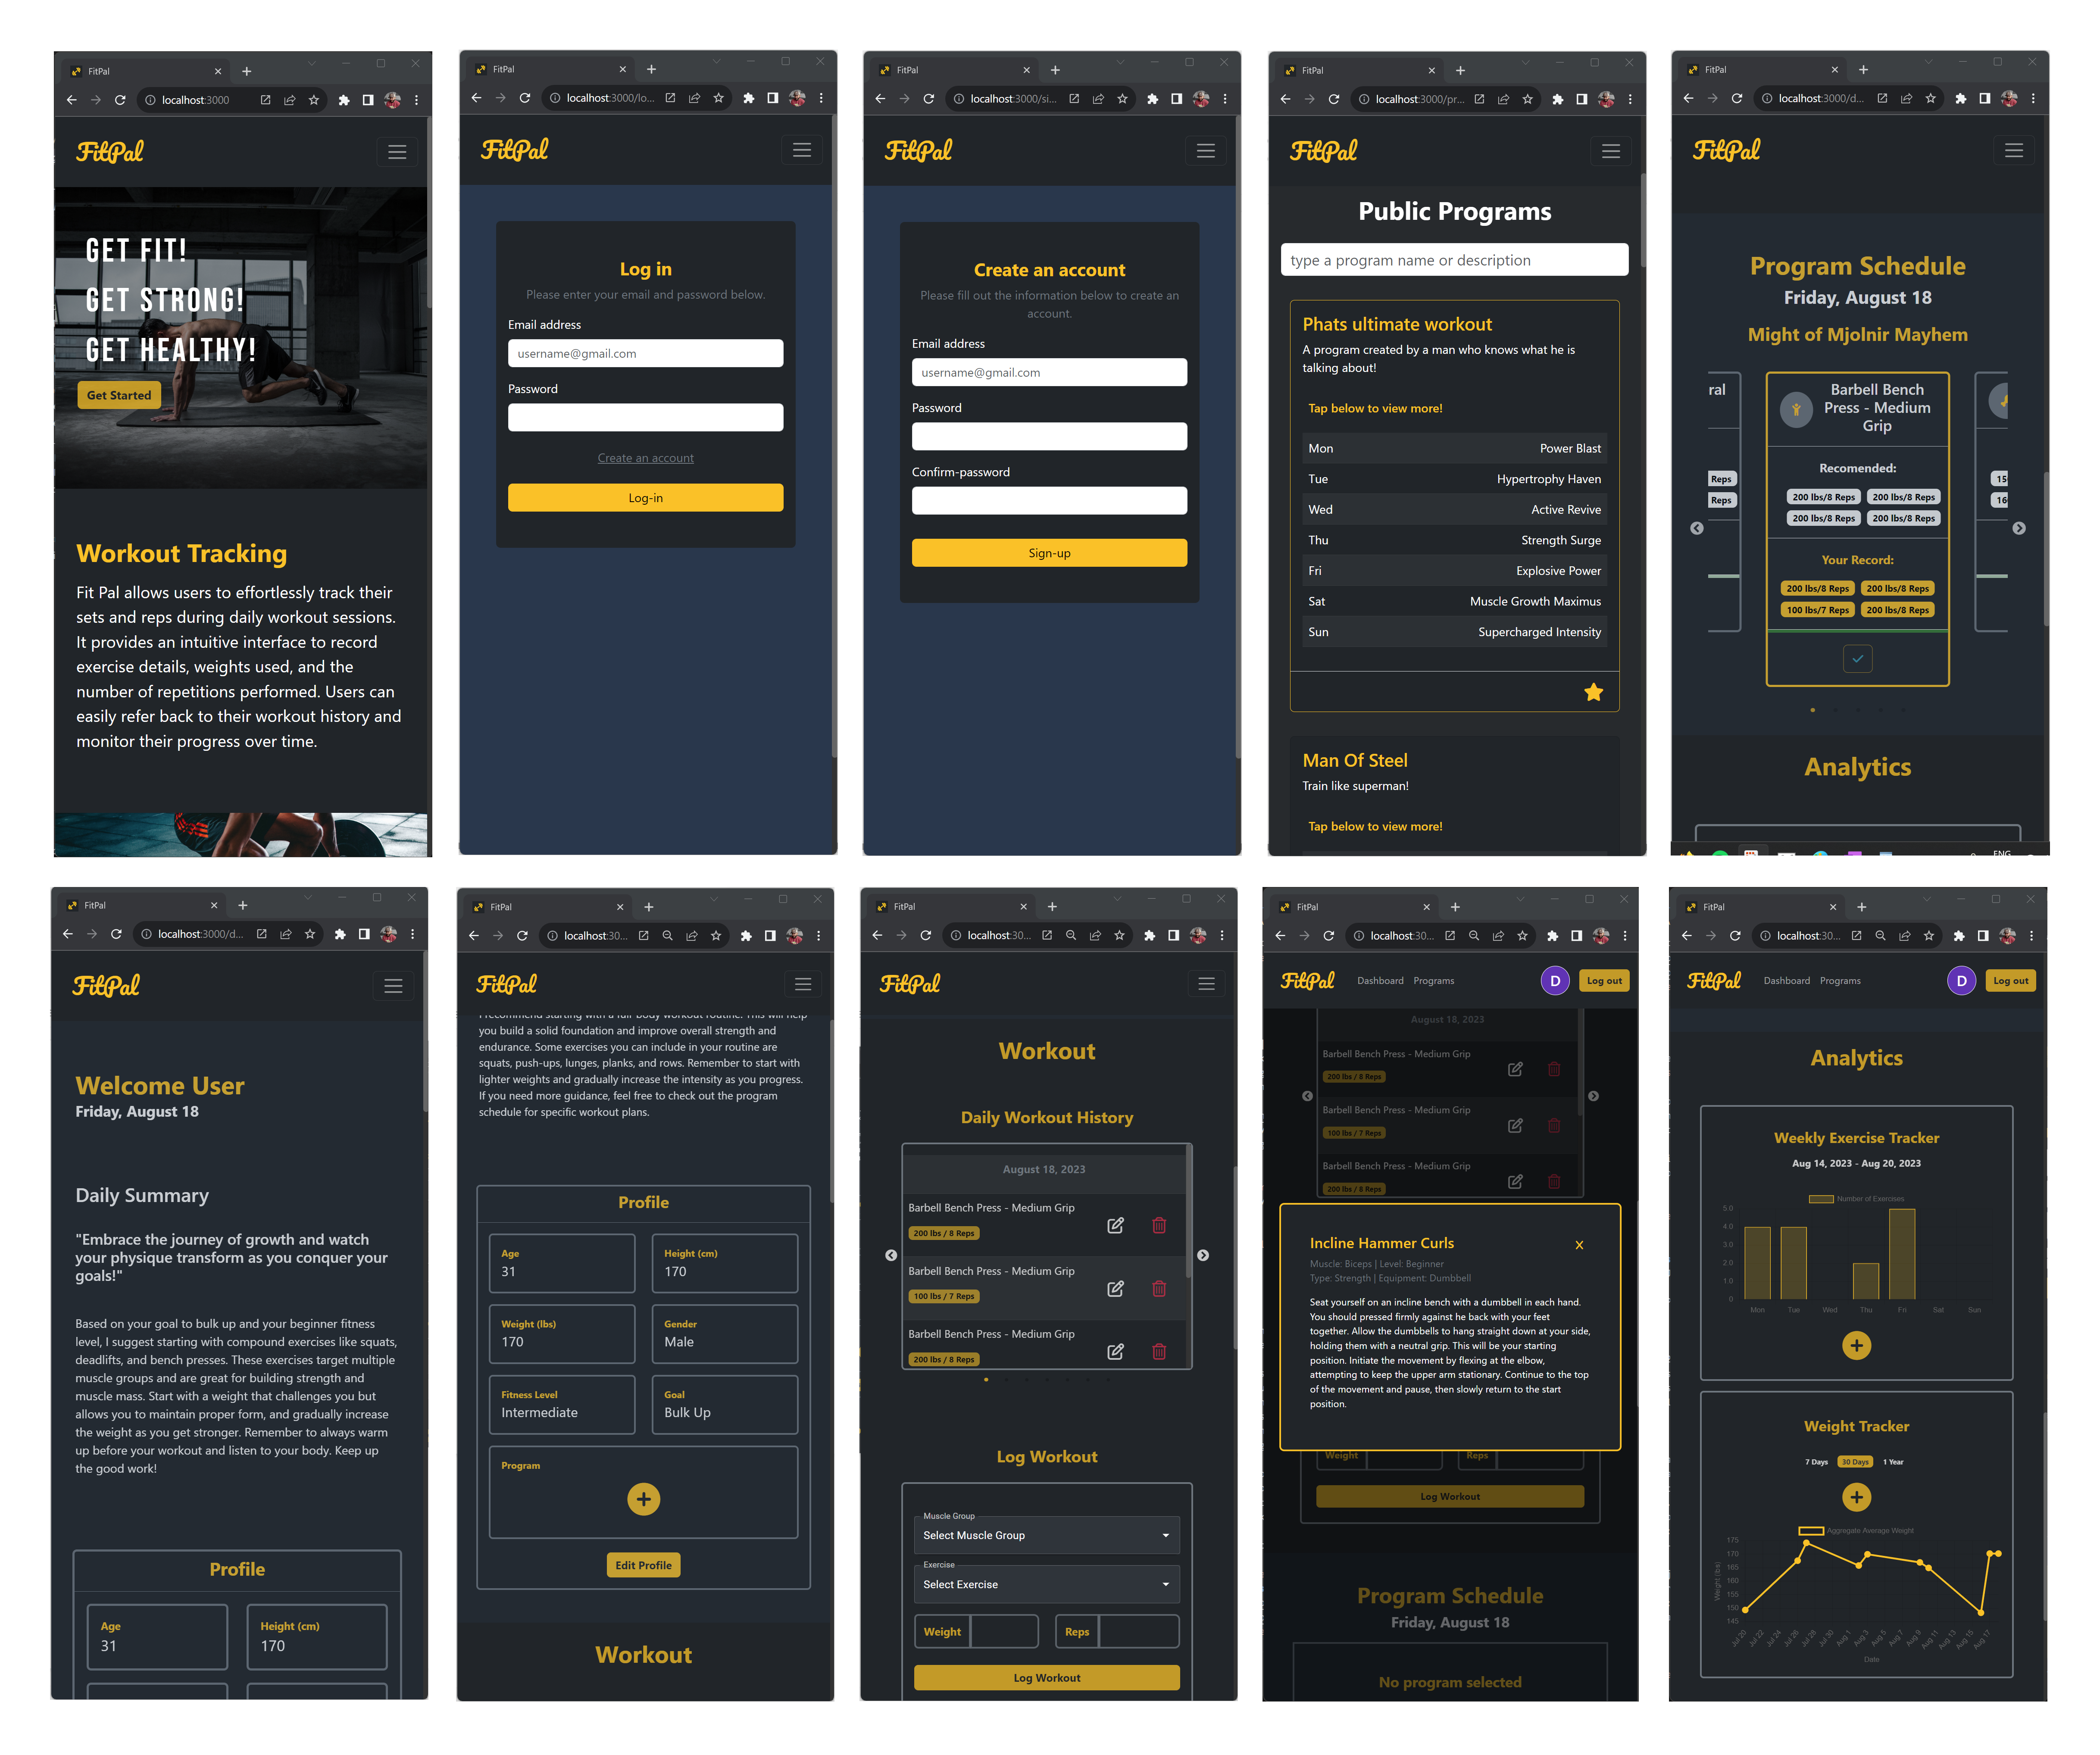 FitPal
localhost:3000
FitPal
GET FIT!
GET STRONG!
GET HEALTHY!
Get Started
Workout Tracking
Fit Pal allows users to effortlessly track their
sets and reps during daily workout sessions.
It provides an intuitive interface to record
exercise details, weights used, and the
number of repetitions performed. Users can
easily refer back to their workout history and
monitor their progress over time.
FitPal
localhost:3000/lo...
FitPal
Log in
Please enter your email and password below.
Email address
username@gmail.com
Password
Create an account
Log-in
FitPal
localhost:3000/si...
FitPal
Create an account
Please fill out the information below to create an
account.
Email address
username@gmail.com
Password
Confirm-password
Sign-up
FitPal
localhost:3000/pr...
FitPal
Public Programs
type a program name or description
Phats ultimate workout
A program created by a man who knows what he is
talking about!
Tap below to view more!
Mon Power Blast
Tue Hypertrophy Haven
Wed Active Revive
Thu Strength Surge
Fri Explosive Power
Sat Muscle Growth Maximus
Sun Supercharged Intensity
Man Of Steel
Train like superman!
Tap below to view more!
FitPal
localhost:3000/d...
FitPal
Program Schedule
Friday, August 18
Might of Mjolnir Mayhem
ral
Barbell Bench
Press - Medium
Grip
Recomended:
Reps 200 lbs/8 Reps 200 lbs/8 Reps 15
Reps 200 lbs/8 Reps 200 lbs/8 Reps 16
Your Record:
200 lbs/8 Reps 200 lbs/8 Reps
100 lbs/7 Reps 200 lbs/8 Reps
Analytics
ENG
FitPal
localhost:3000/d...
FitPal
Welcome User
Friday, August 18
Daily Summary
"Embrace the journey of growth and watch
your physique transform as you conquer your
goals!"
Based on your goal to bulk up and your beginner fitness
level, I suggest starting with compound exercises like squats,
deadlifts, and bench presses. These exercises target multiple
muscle groups and are great for building strength and
muscle mass. Start with a weight that challenges you but
allows you to maintain proper form, and gradually increase
the weight as you get stronger. Remember to always warm
up before your workout and listen to your body. Keep up
the good work!
Profile
Age Height (cm)
31 170
FitPal
localhost:30...
FitPal
I recommend starting with a full-body workout routine. This will help
you build a solid foundation and improve overall strength and
endurance. Some exercises you can include in your routine are
squats, push-ups, lunges, planks, and rows. Remember to start with
lighter weights and gradually increase the intensity as you progress.
If you need more guidance, feel free to check out the program
schedule for specific workout plans.
Profile
Age Height (cm)
31 170
Weight (lbs) Gender
170 Male
Fitness Level Goal
Intermediate Bulk Up
Program
Edit Profile
Workout
FitPal
localhost:30...
FitPal
Workout
Daily Workout History
August 18, 2023
Barbell Bench Press - Medium Grip
200 lbs / 8 Reps
Barbell Bench Press - Medium Grip
100 lbs / 7 Reps
Barbell Bench Press - Medium Grip
200 lbs / 8 Reps
Log Workout
Muscle Group
Select Muscle Group
Exercise
Select Exercise
Weight Reps
Log Workout
FitPal
localhost:30...
FitPal Dashboard Programs D Log out
August 18, 2023
Barbell Bench Press - Medium Grip
200 lbs / 8 Reps
Barbell Bench Press - Medium Grip
100 lbs / 7 Reps
Barbell Bench Press - Medium Grip
200 lbs / 8 Reps
Incline Hammer Curls X
Muscle: Biceps | Level: Beginner
Type: Strength | Equipment: Dumbbell
Seat yourself on an incline bench with a dumbbell in each hand.
You should pressed firmly against he back with your feet
together. Allow the dumbbells to hang straight down at your side,
holding them with a neutral grip. This will be your starting
position. Initiate the movement by flexing at the elbow,
attempting to keep the upper arm stationary. Continue to the top
of the movement and pause, then slowly return to the start
position.
Weight Reps
Log Workout
Program Schedule
Friday, August 18
No program selected
FitPal
localhost:30...
FitPal Dashboard Programs D Log out
Analytics
Weekly Exercise Tracker
Aug 14, 2023 - Aug 20, 2023
Number of Exercises
5.0
4.0
3.0
2.0
1.0
0
Mon Tue Wed Thu Fri Sat Sun
Weight Tracker
7 Days 30 Days 1 Year
Aggregate Average Weight
175
170
165
160
155
150
145
Weight (lbs)
Jul 20 Jul 22 Jul 24 Jul 26 Jul 28 Jul 30 Aug 1 Aug 3 Aug 5 Aug 7 Aug 9 Aug 11 Aug 13 Aug 15 Aug 17
Date